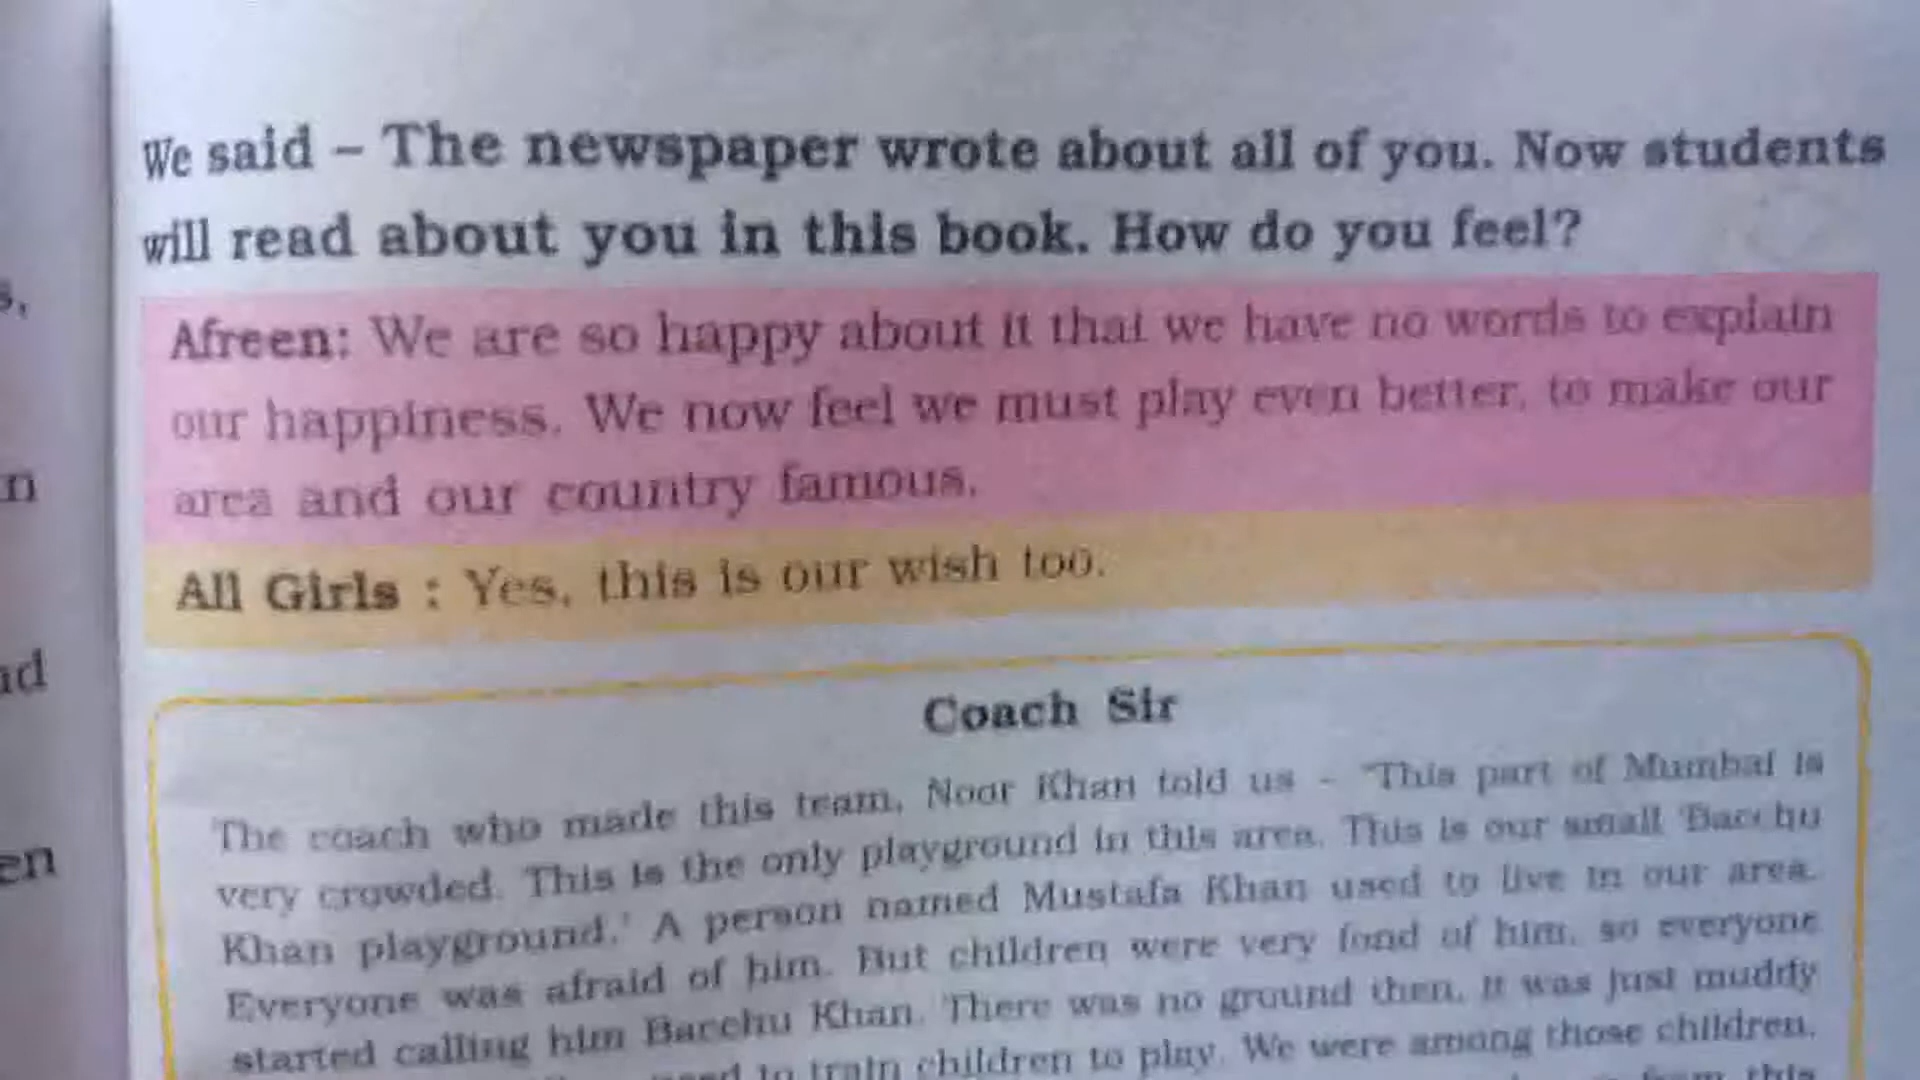 We said – The newspaper wrote about all of you. Now students
will read about you in this book. How do you feel?
s,
Afreen: We are so happy about it that we have no words to explain
our happiness. We now feel we must play even better, to make our
n
area and our country famous.
All Girls : Yes, this is our wish too.
nd
Coach Sir
The coach who made this team, Noor Khan told us – 'This part of Mumbai is
very crowded. This is the only playground in this area. This is our small 'Bacchu
en
Khan playground.' A person named Mustafa Khan used to live in our area.
Everyone was afraid of him. But children were very fond of him, so everyone
started calling him Bacchu Khan. There was no ground then, it was just muddy
to train children to play. We were among those children.
from this